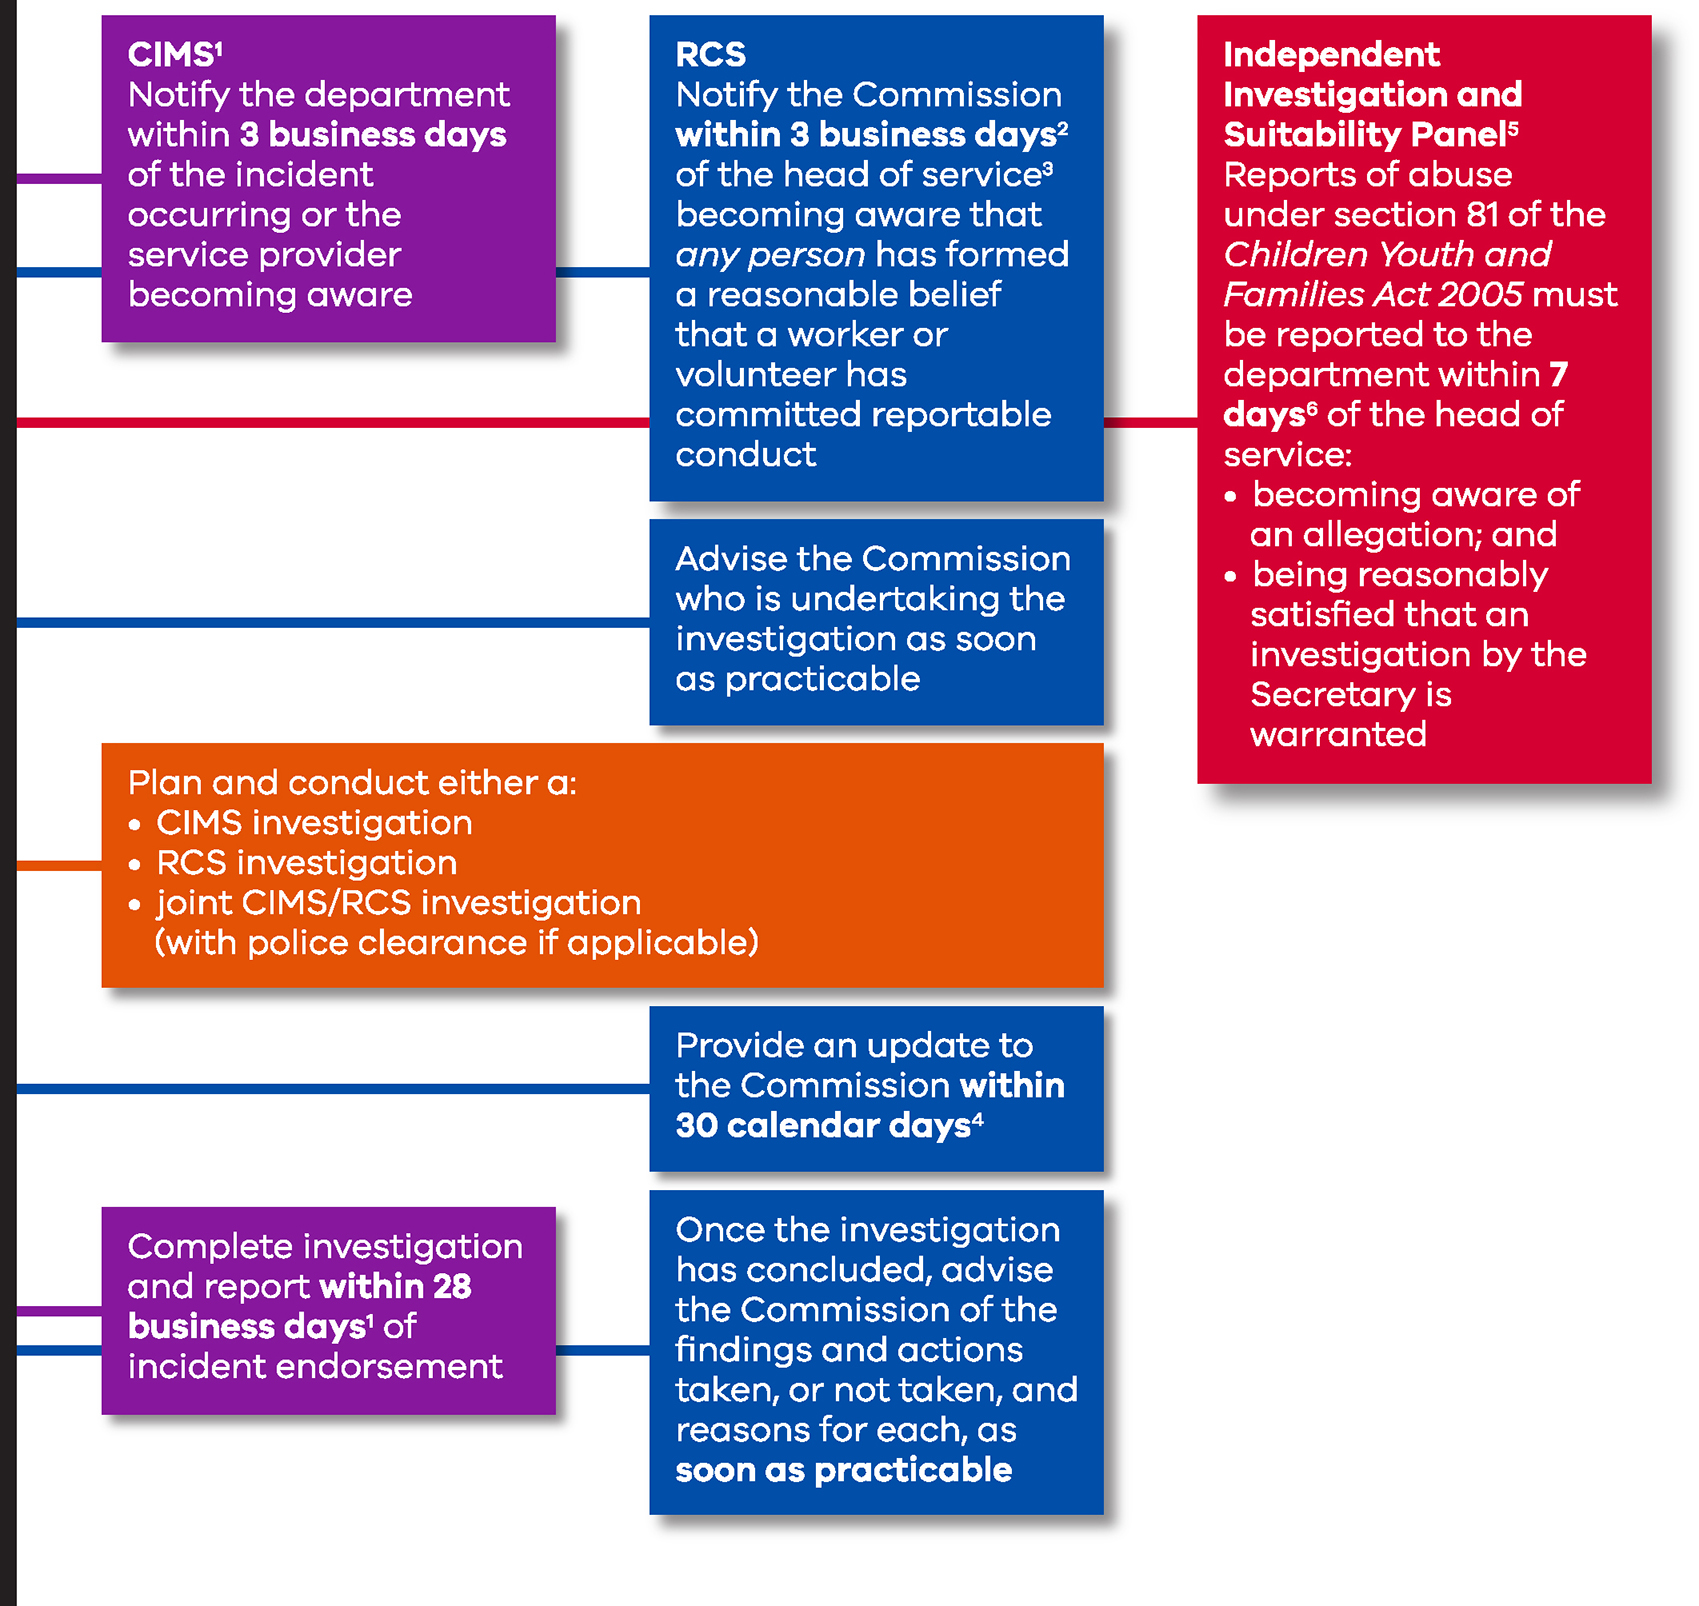 CIMS¹
Notify the department
within 3 business days
of the incident
occurring or the
service provider
becoming aware
RCS
Notify the Commission
within 3 business days²
of the head of service³
becoming aware that
any person has formed
a reasonable belief
that a worker or
volunteer has
committed reportable
conduct
Independent
Investigation and
Suitability Panel⁵
Reports of abuse
under section 81 of the
Children Youth and
Families Act 2005 must
be reported to the
department within 7
days⁶ of the head of
service:
• becoming aware of
an allegation; and
• being reasonably
satisfied that an
investigation by the
Secretary is
warranted
Advise the Commission
who is undertaking the
investigation as soon
as practicable
Plan and conduct either a:
• CIMS investigation
• RCS investigation
• joint CIMS/RCS investigation
(with police clearance if applicable)
Provide an update to
the Commission within
30 calendar days⁴
Complete investigation
and report within 28
business days¹ of
incident endorsement
Once the investigation
has concluded, advise
the Commission of the
findings and actions
taken, or not taken, and
reasons for each, as
soon as practicable